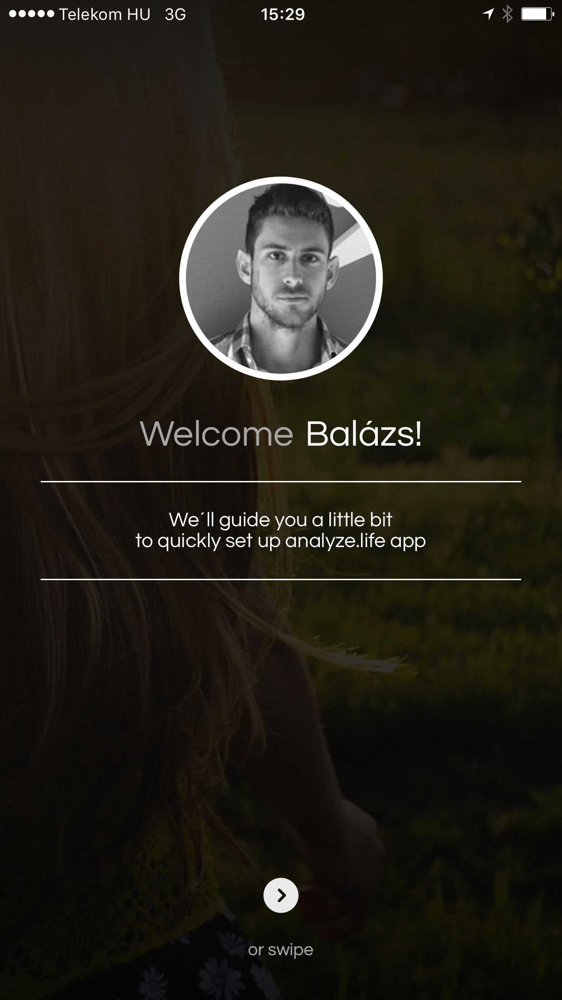 Telekom HU 3G 15:29
Welcome Balázs!
We´ll guide you a little bit
to quickly set up analyze.life app
or swipe